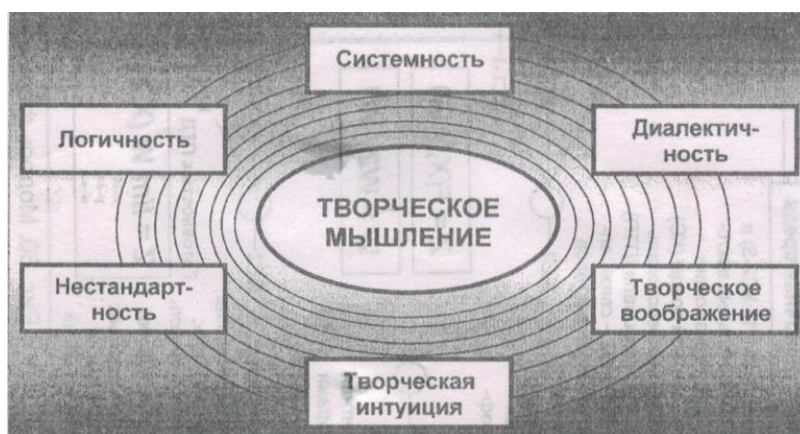 Системность
Логичность
Диалектич-
ность
ТВОРЧЕСКОЕ
МЫШЛЕНИЕ
Нестандарт-
ность
Творческое
воображение
Творческая
интуиция